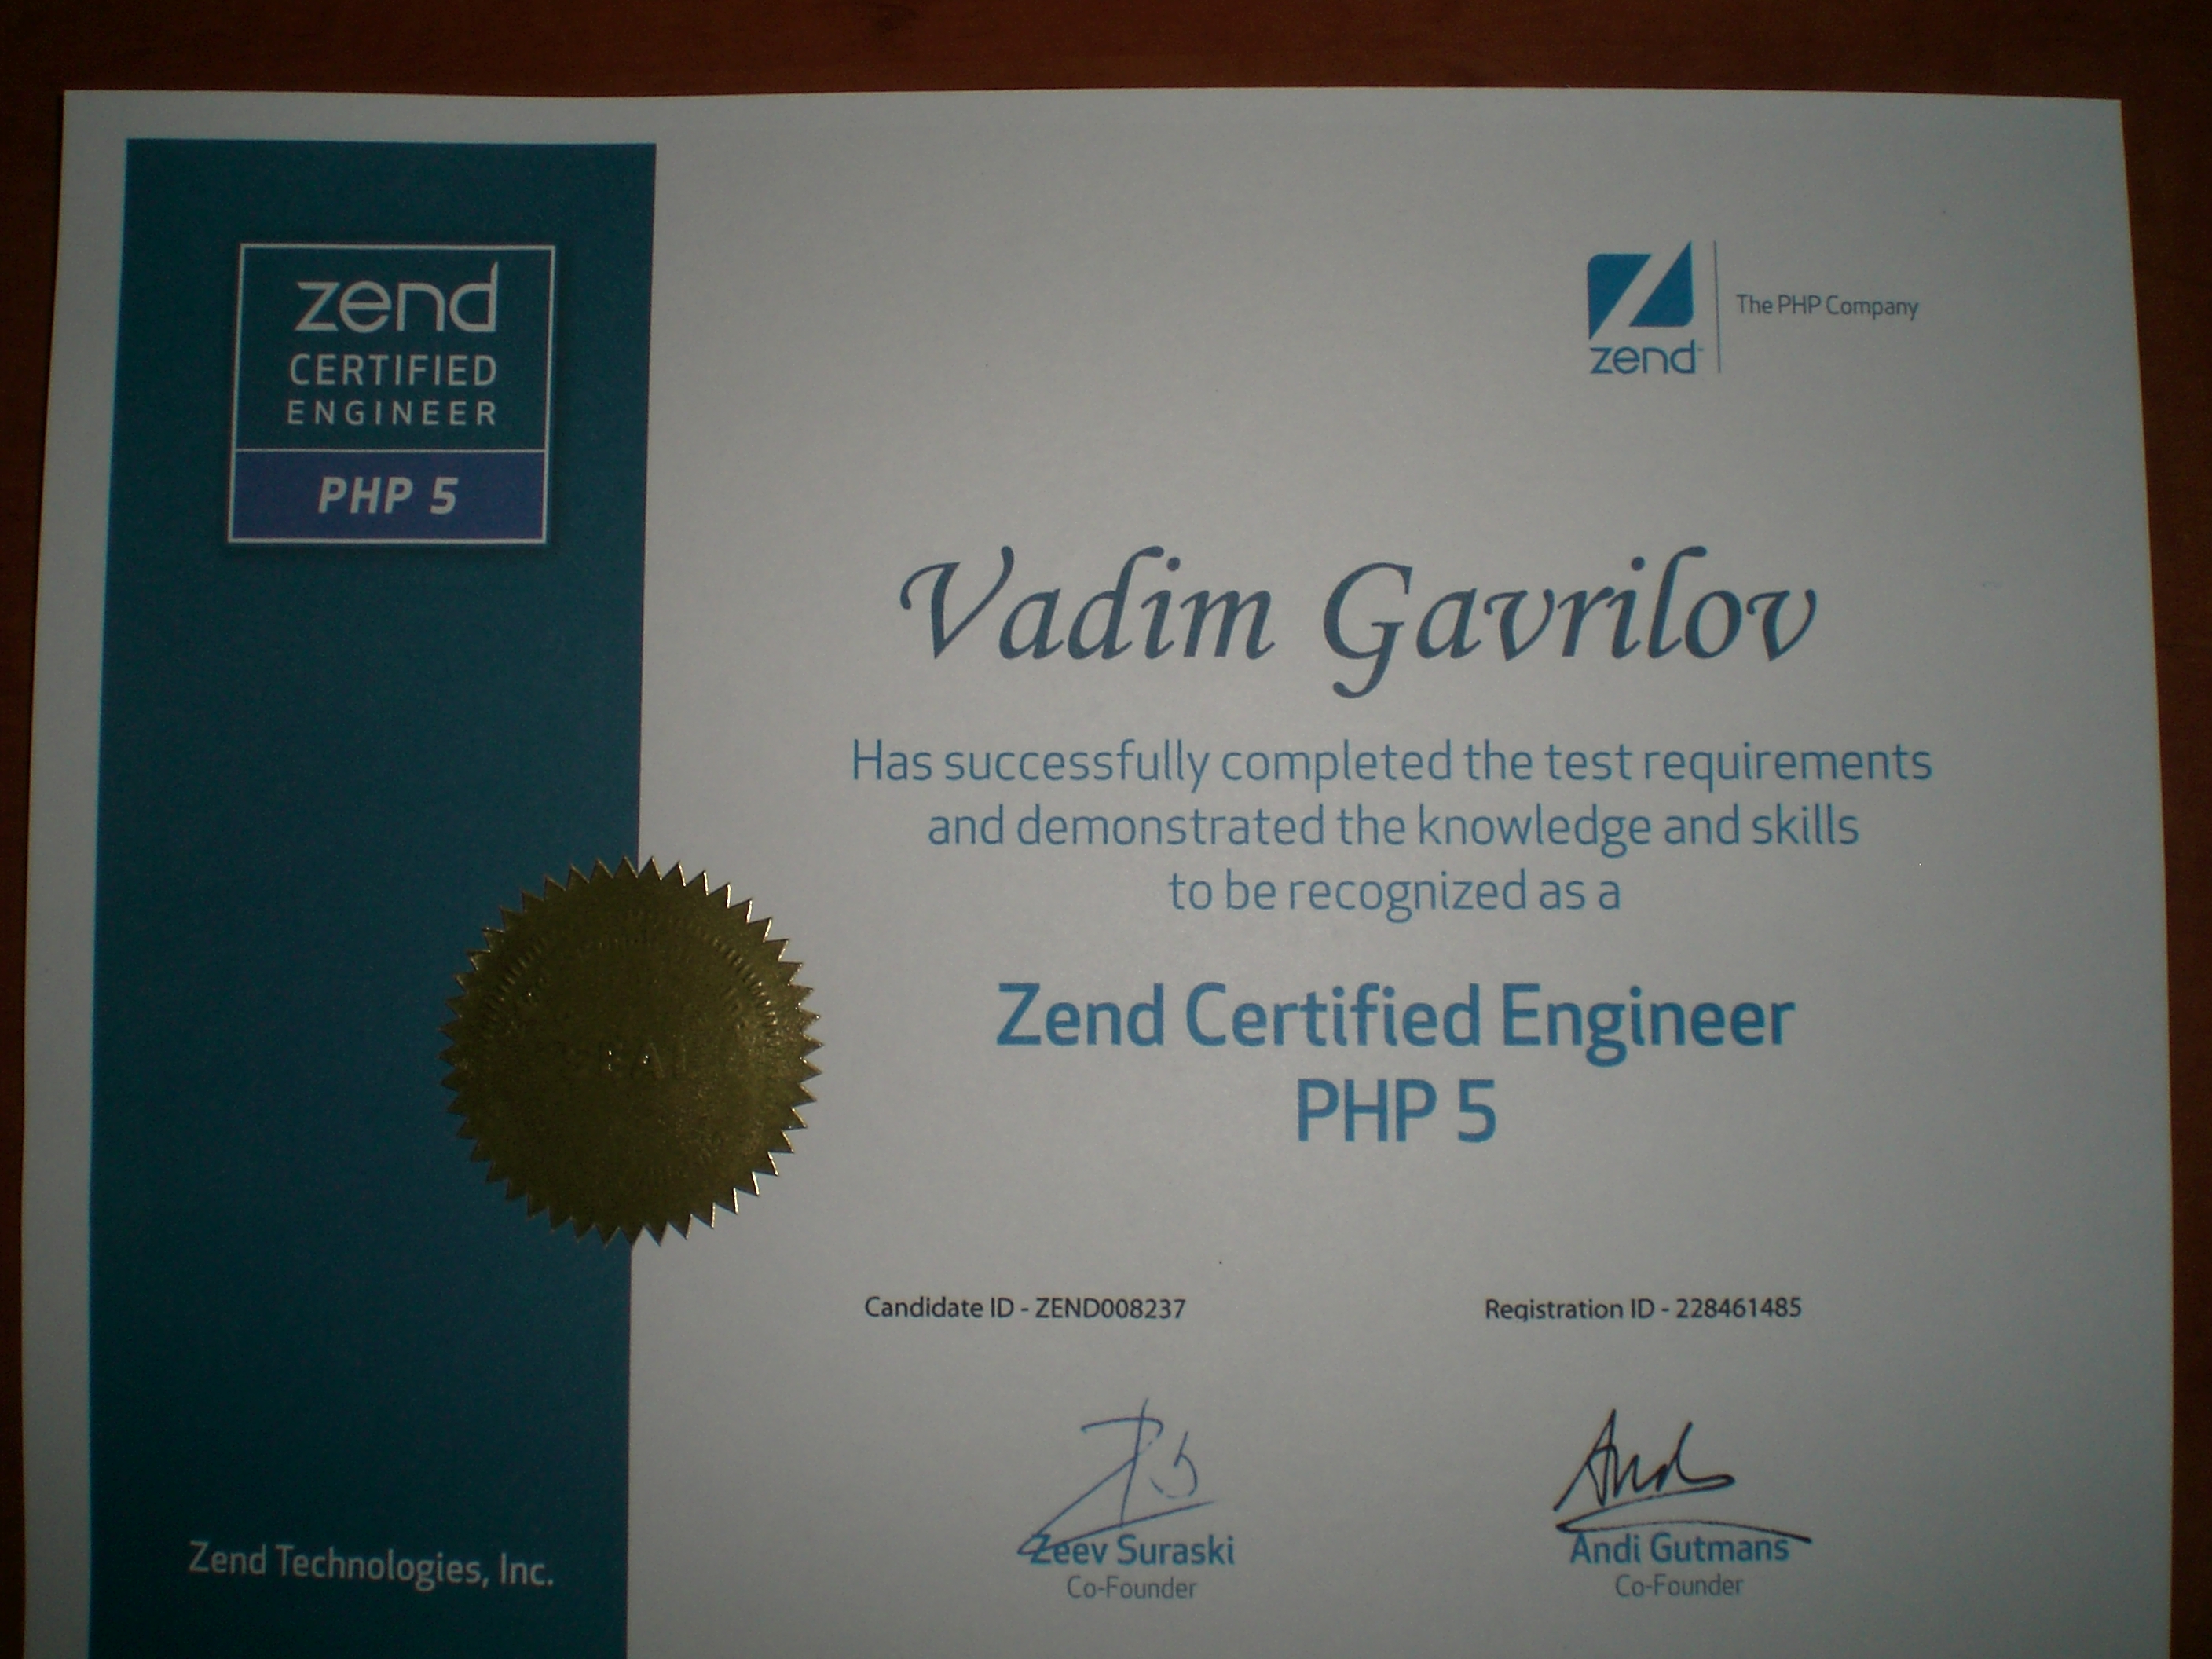 zend
CERTIFIED
ENGINEER
PHP 5
zend™
The PHP Company
Vadim Gavrilov
Has successfully completed the test requirements
and demonstrated the knowledge and skills
to be recognized as a
Zend Certified Engineer
PHP 5
Candidate ID - ZEND008237
Registration ID - 228461485
Zeev Suraski
Co-Founder
Andi Gutmans
Co-Founder
Zend Technologies, Inc.